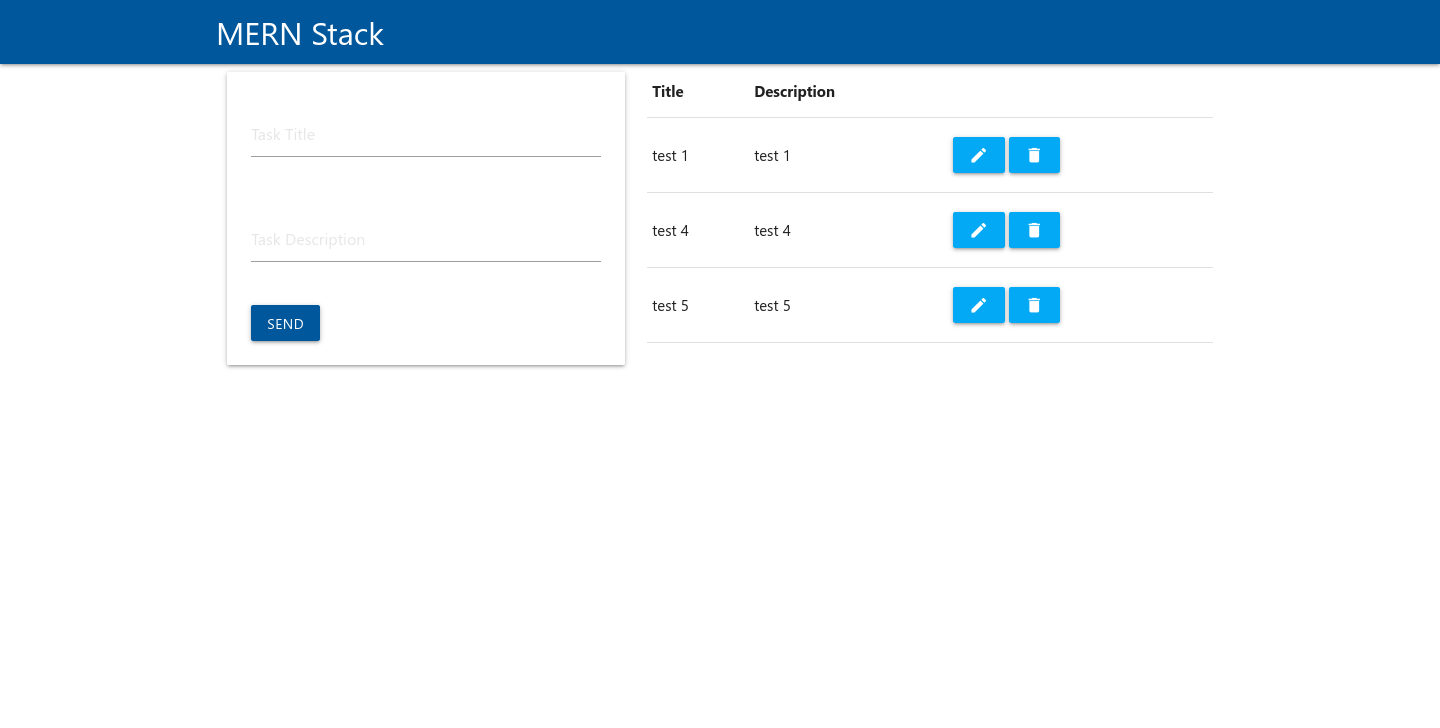 MERN Stack
Task Title
Task Description
SEND
Title Description
test 1 test 1
test 4 test 4
test 5 test 5